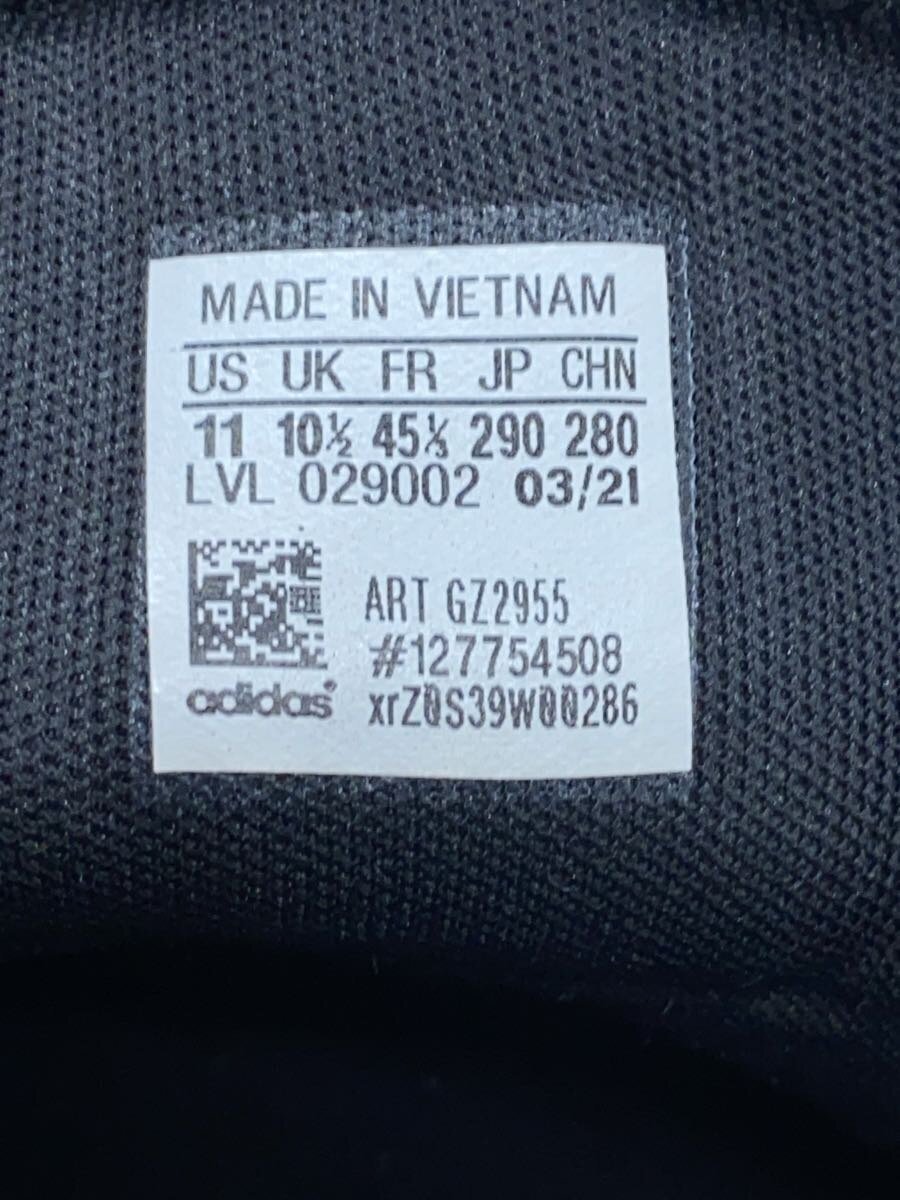 MADE IN VIETNAM
US UK FR JP CHN
11 10½ 45⅓ 290 280
LVL 029002 03/21
ART GZ2955
#127754508
adidas® xrZ0S39W00286